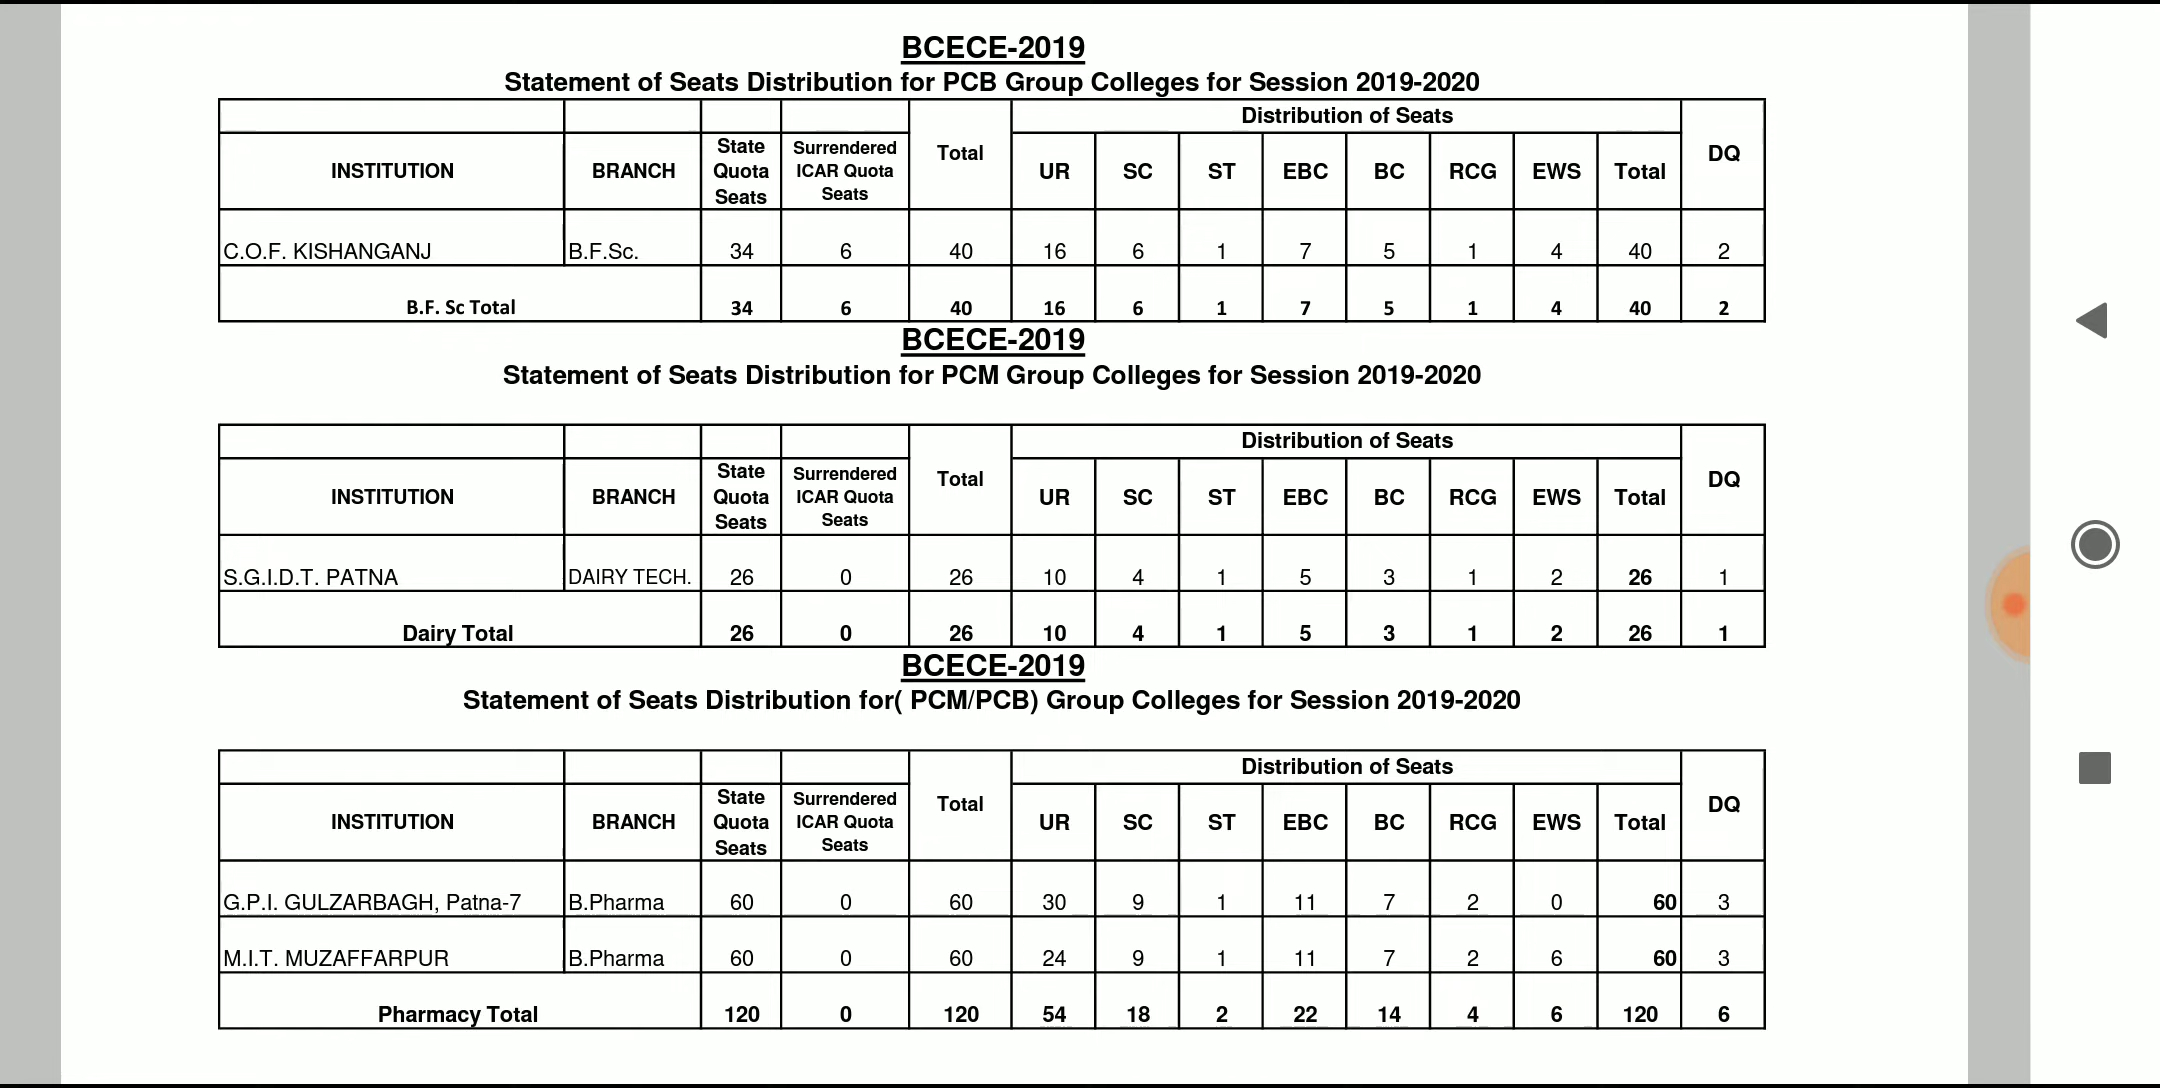 BCECE-2019
Statement of Seats Distribution for PCB Group Colleges for Session 2019-2020
Distribution of Seats
INSTITUTION BRANCH State Quota Seats Surrendered ICAR Quota Seats Total UR SC ST EBC BC RCG EWS Total DQ
C.O.F. KISHANGANJ B.F.Sc. 34 6 40 16 6 1 7 5 1 4 40 2
B.F. Sc Total 34 6 40 16 6 1 7 5 1 4 40 2
BCECE-2019
Statement of Seats Distribution for PCM Group Colleges for Session 2019-2020
Distribution of Seats
INSTITUTION BRANCH State Quota Seats Surrendered ICAR Quota Seats Total UR SC ST EBC BC RCG EWS Total DQ
S.G.I.D.T. PATNA DAIRY TECH. 26 0 26 10 4 1 5 3 1 2 26 1
Dairy Total 26 0 26 10 4 1 5 3 1 2 26 1
BCECE-2019
Statement of Seats Distribution for( PCM/PCB) Group Colleges for Session 2019-2020
Distribution of Seats
INSTITUTION BRANCH State Quota Seats Surrendered ICAR Quota Seats Total UR SC ST EBC BC RCG EWS Total DQ
G.P.I. GULZARBAGH, Patna-7 B.Pharma 60 0 60 30 9 1 11 7 2 0 60 3
M.I.T. MUZAFFARPUR B.Pharma 60 0 60 24 9 1 11 7 2 6 60 3
Pharmacy Total 120 0 120 54 18 2 22 14 4 6 120 6